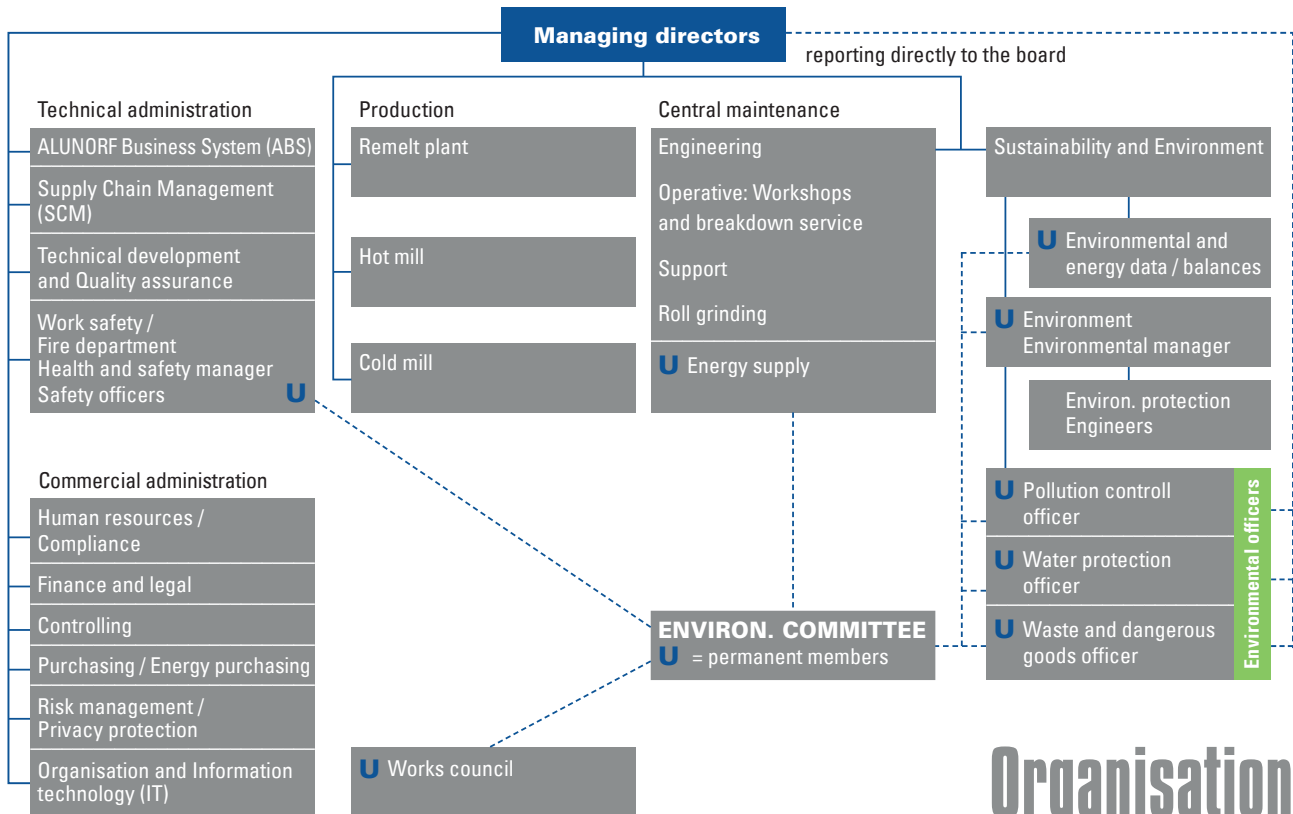 Managing directors
reporting directly to the board
Technical administration
ALUNORF Business System (ABS)
Supply Chain Management
(SCM)
Technical development
and Quality assurance
Work safety /
Fire department
Health and safety manager
Safety officers U
Production
Remelt plant
Hot mill
Cold mill
Central maintenance
Engineering
Operative: Workshops
and breakdown service
Support
Roll grinding
U Energy supply
Sustainability and Environment
U Environmental and
energy data / balances
U Environment
Environmental manager
Environ. protection
Engineers
U Pollution controll
officer
U Water protection
officer
U Waste and dangerous
goods officer
Environmental officers
Commercial administration
Human resources /
Compliance
Finance and legal
Controlling
Purchasing / Energy purchasing
Risk management /
Privacy protection
Organisation and Information
technology (IT)
ENVIRON. COMMITTEE
U = permanent members
U Works council
Organisation